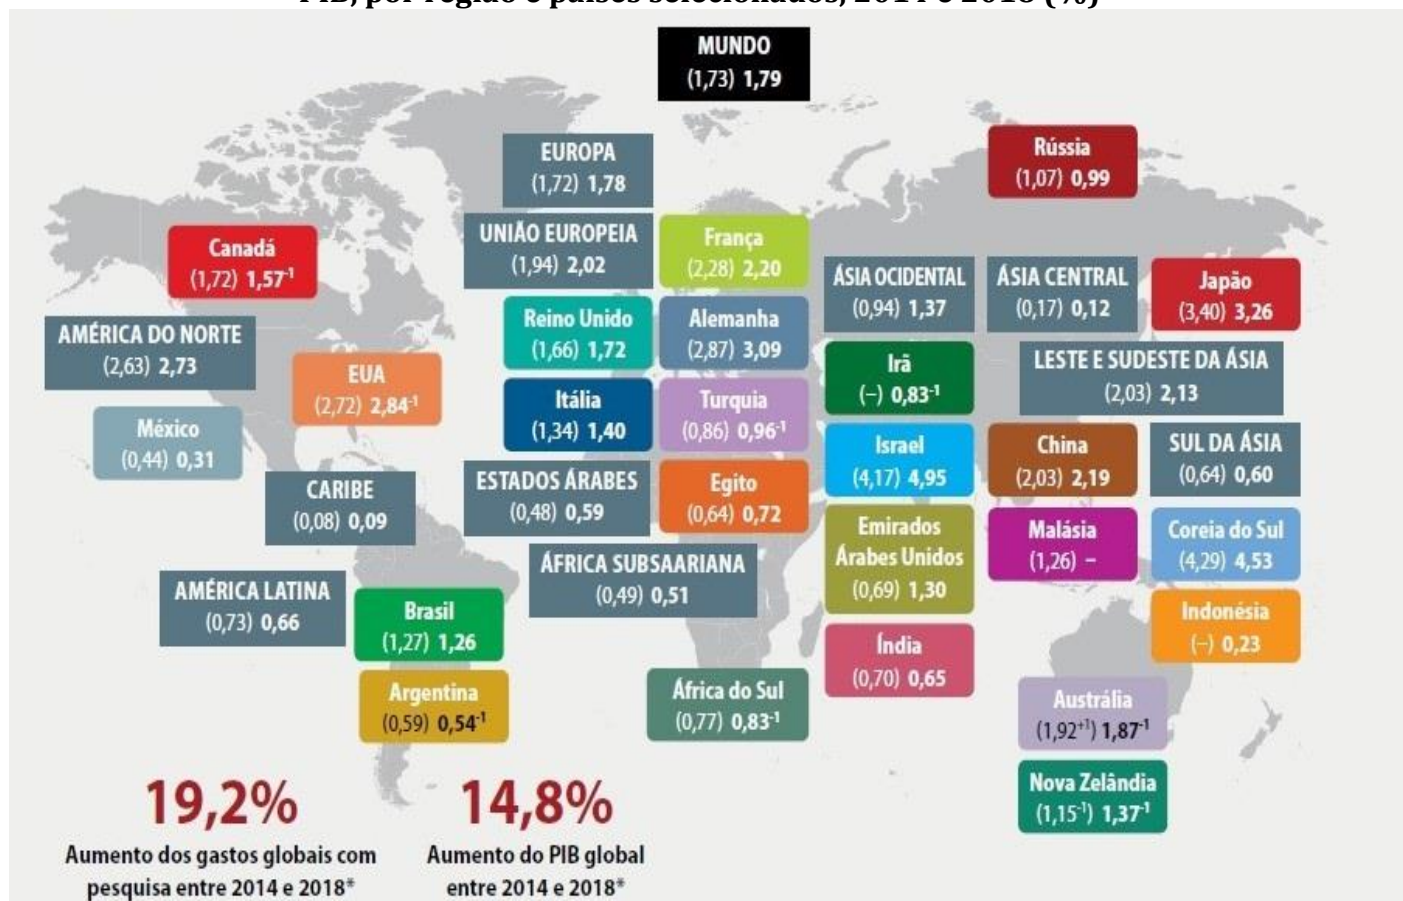 PIB, por região e países selecionados, 2014 e 2018 (%)
MUNDO
(1,73) 1,79
EUROPA
(1,72) 1,78
Rússia
(1,07) 0,99
UNIÃO EUROPEIA
(1,94) 2,02
França
(2,28) 2,20
Canadá
(1,72) 1,57⁻¹
ÁSIA OCIDENTAL
(0,94) 1,37
ÁSIA CENTRAL
(0,17) 0,12
Japão
(3,40) 3,26
AMÉRICA DO NORTE
(2,63) 2,73
Reino Unido
(1,66) 1,72
Alemanha
(2,87) 3,09
EUA
(2,72) 2,84⁻¹
Irã
(–) 0,83⁻¹
LESTE E SUDESTE DA ÁSIA
(2,03) 2,13
México
(0,44) 0,31
Itália
(1,34) 1,40
Turquia
(0,86) 0,96⁻¹
Israel
(4,17) 4,95
China
(2,03) 2,19
SUL DA ÁSIA
(0,64) 0,60
CARIBE
(0,08) 0,09
ESTADOS ÁRABES
(0,48) 0,59
Egito
(0,64) 0,72
Emirados
Árabes Unidos
(0,69) 1,30
Malásia
(1,26) –
Coreia do Sul
(4,29) 4,53
ÁFRICA SUBSAARIANA
(0,49) 0,51
AMÉRICA LATINA
(0,73) 0,66
Brasil
(1,27) 1,26
Indonésia
(–) 0,23
Índia
(0,70) 0,65
Argentina
(0,59) 0,54⁻¹
África do Sul
(0,77) 0,83⁻¹
Austrália
(1,92⁺¹) 1,87⁻¹
Nova Zelândia
(1,15⁻¹) 1,37⁻¹
19,2%
Aumento dos gastos globais com
pesquisa entre 2014 e 2018*
14,8%
Aumento do PIB global
entre 2014 e 2018*